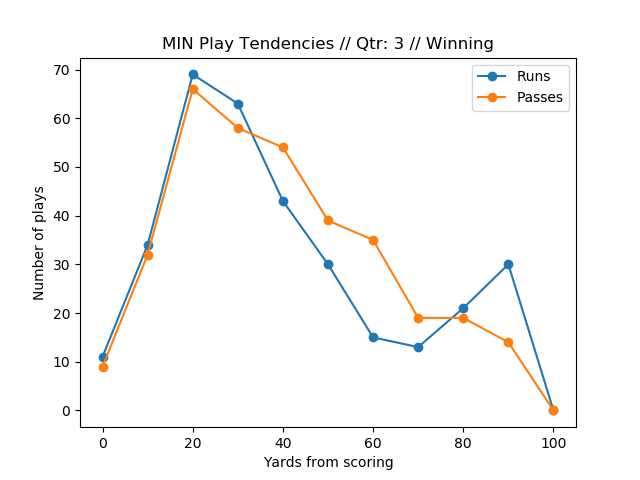 MIN Play Tendencies // Qtr: 3 // Winning
Runs
Passes
70
60
50
40
30
20
10
0
Number of plays
0 20 40 60 80 100
Yards from scoring